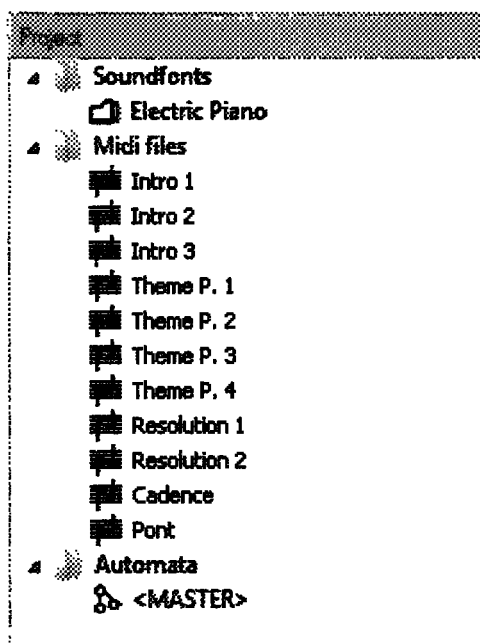 Project
Soundfonts
Electric Piano
Midi files
Intro 1
Intro 2
Intro 3
Theme P. 1
Theme P. 2
Theme P. 3
Theme P. 4
Resolution 1
Resolution 2
Cadence
Pont
Automata
<MASTER>